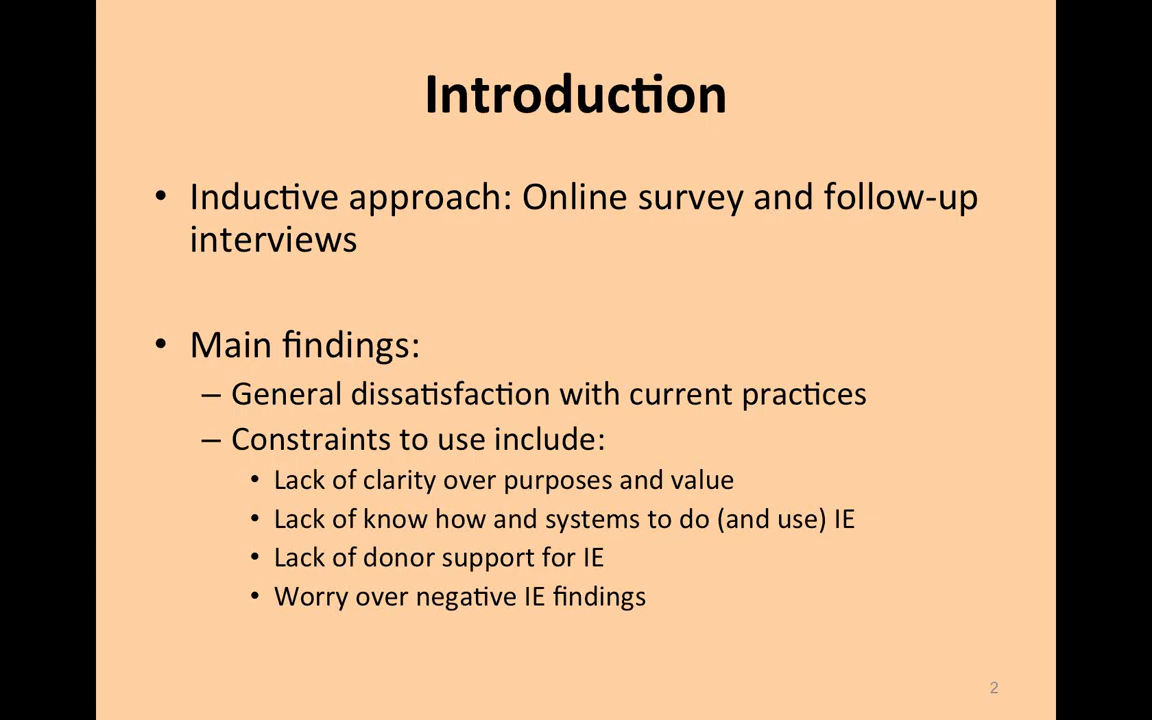 Introduction
• Inductive approach: Online survey and follow-up
interviews
• Main findings:
– General dissatisfaction with current practices
– Constraints to use include:
• Lack of clarity over purposes and value
• Lack of know how and systems to do (and use) IE
• Lack of donor support for IE
• Worry over negative IE findings
2